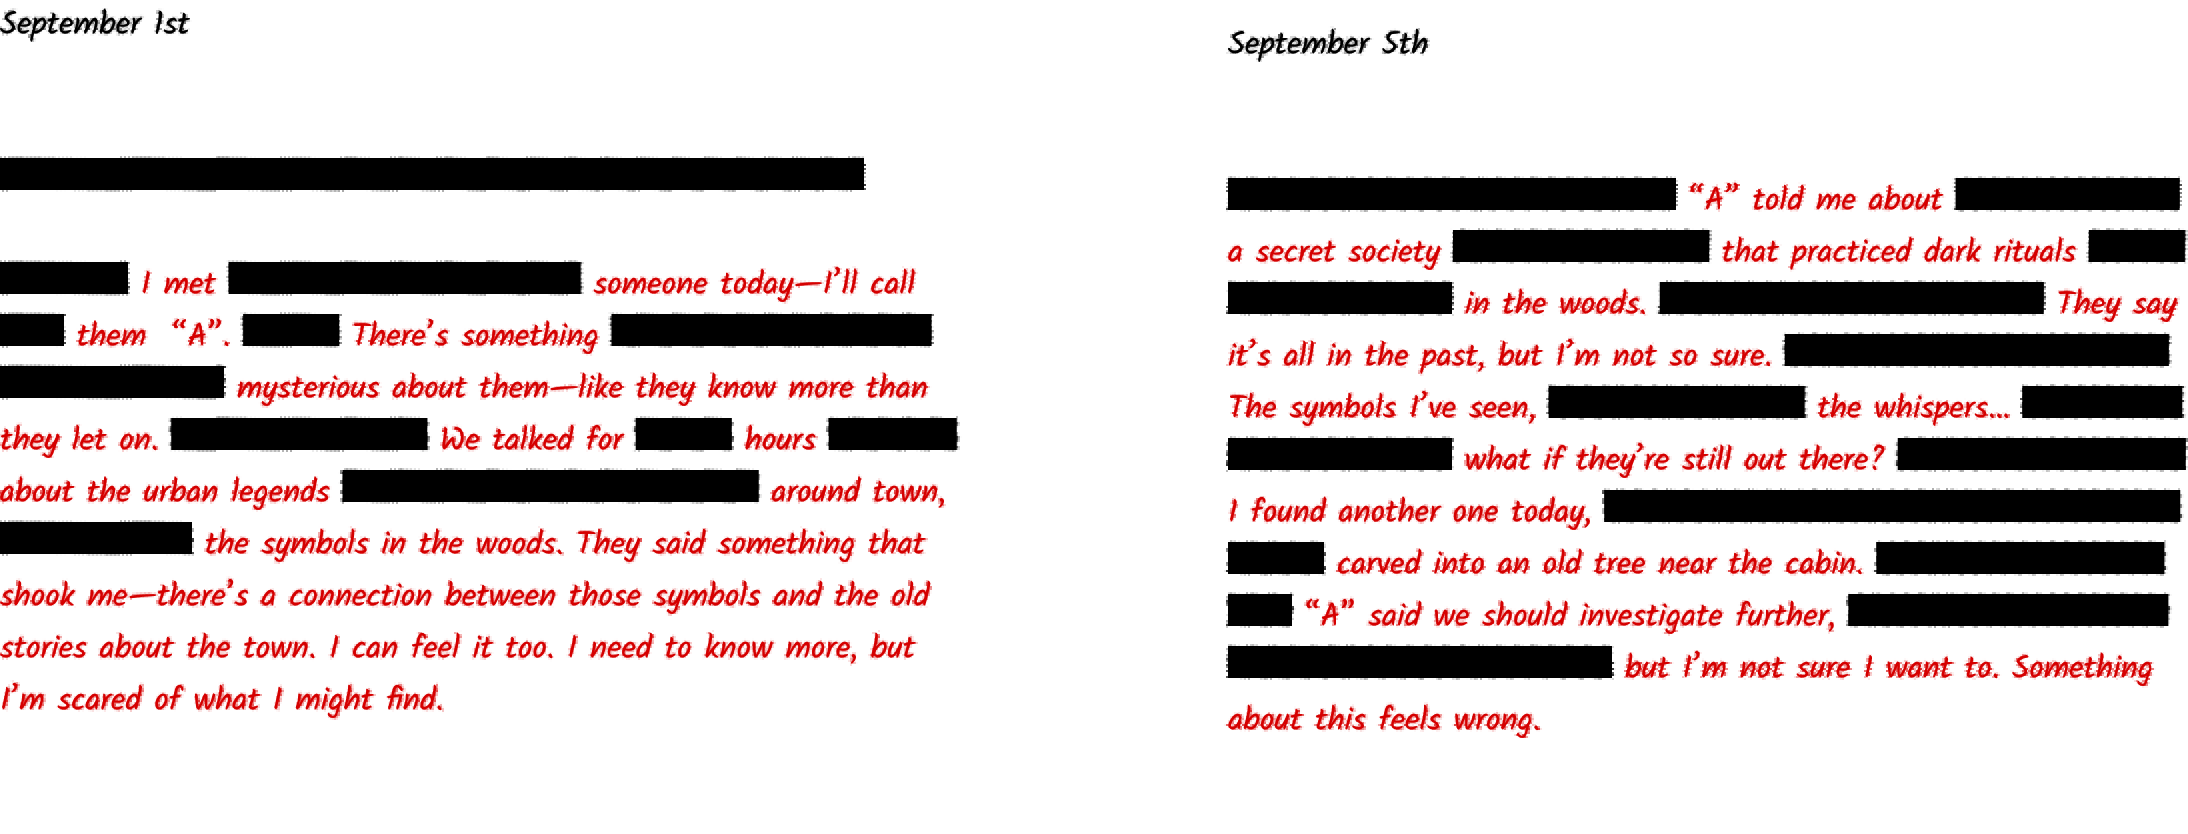 September 1st
I met someone today—I'll call
them "A". There's something
mysterious about them—like they know more than
they let on. We talked for hours
about the urban legends around town,
the symbols in the woods. They said something that
shook me—there's a connection between those symbols and the old
stories about the town. I can feel it too. I need to know more, but
I'm scared of what I might find.
September 5th
“A” told me about
a secret society that practiced dark rituals
in the woods. They say
it's all in the past, but I'm not so sure.
The symbols I've seen, the whispers...
what if they're still out there?
I found another one today,
carved into an old tree near the cabin.
“A” said we should investigate further,
but I'm not sure I want to. Something
about this feels wrong.